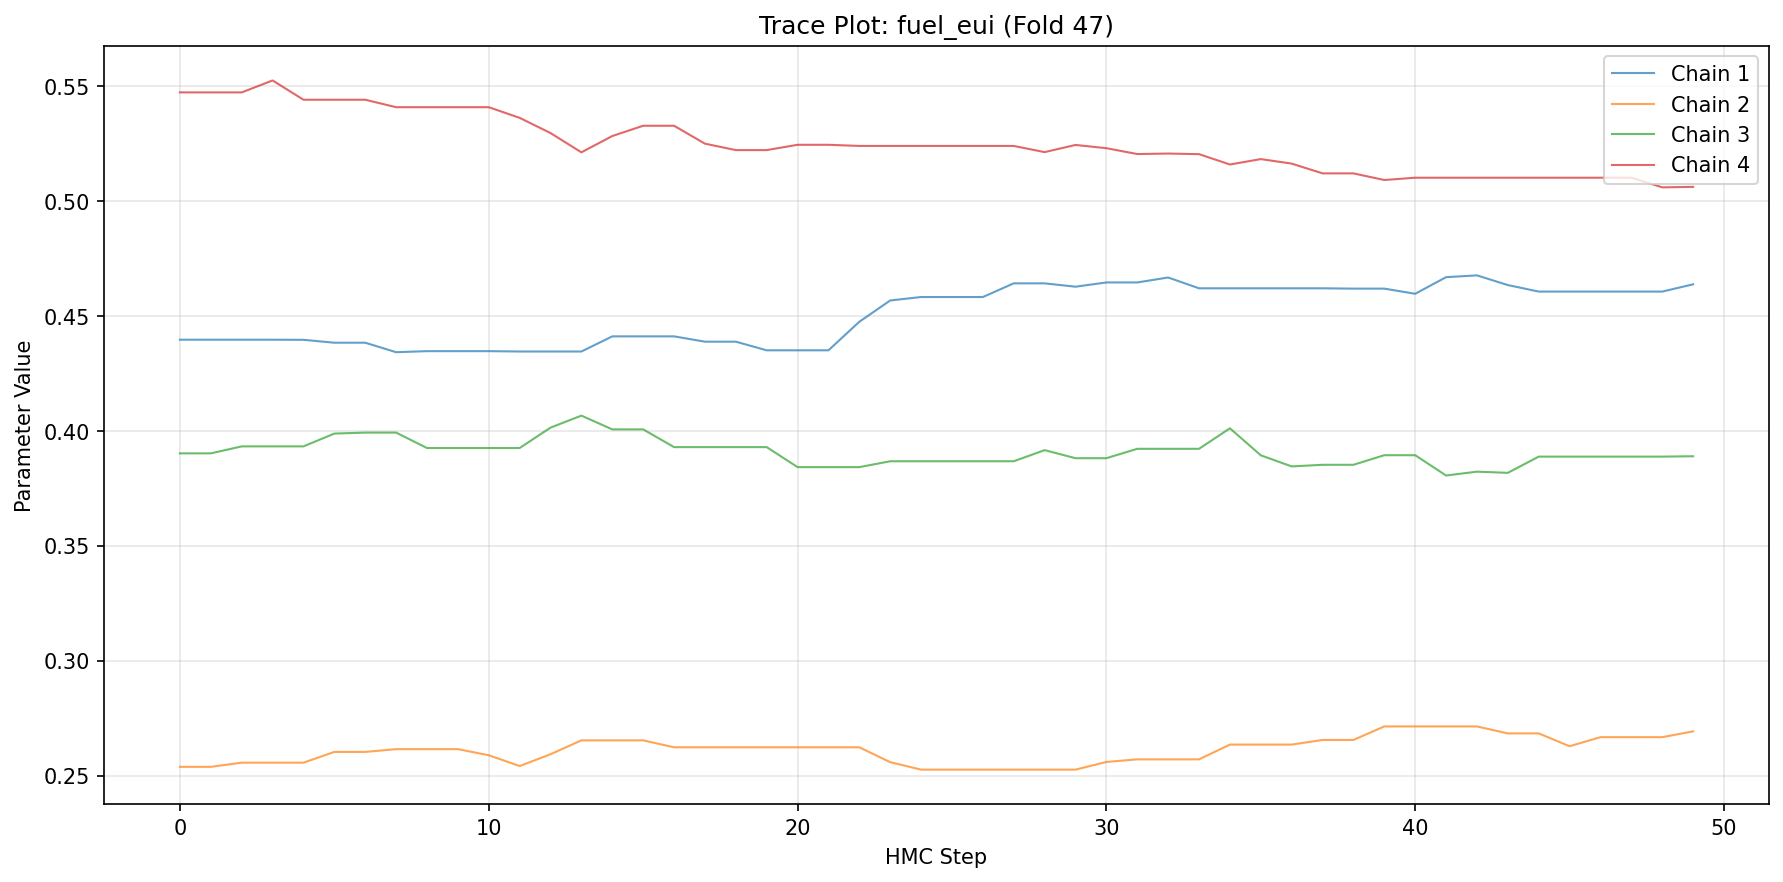 Trace Plot: fuel_eui (Fold 47)
Chain 1
Chain 2
Chain 3
Chain 4
Parameter Value
0.55
0.50
0.45
0.40
0.35
0.30
0.25
0 10 20 30 40 50
HMC Step